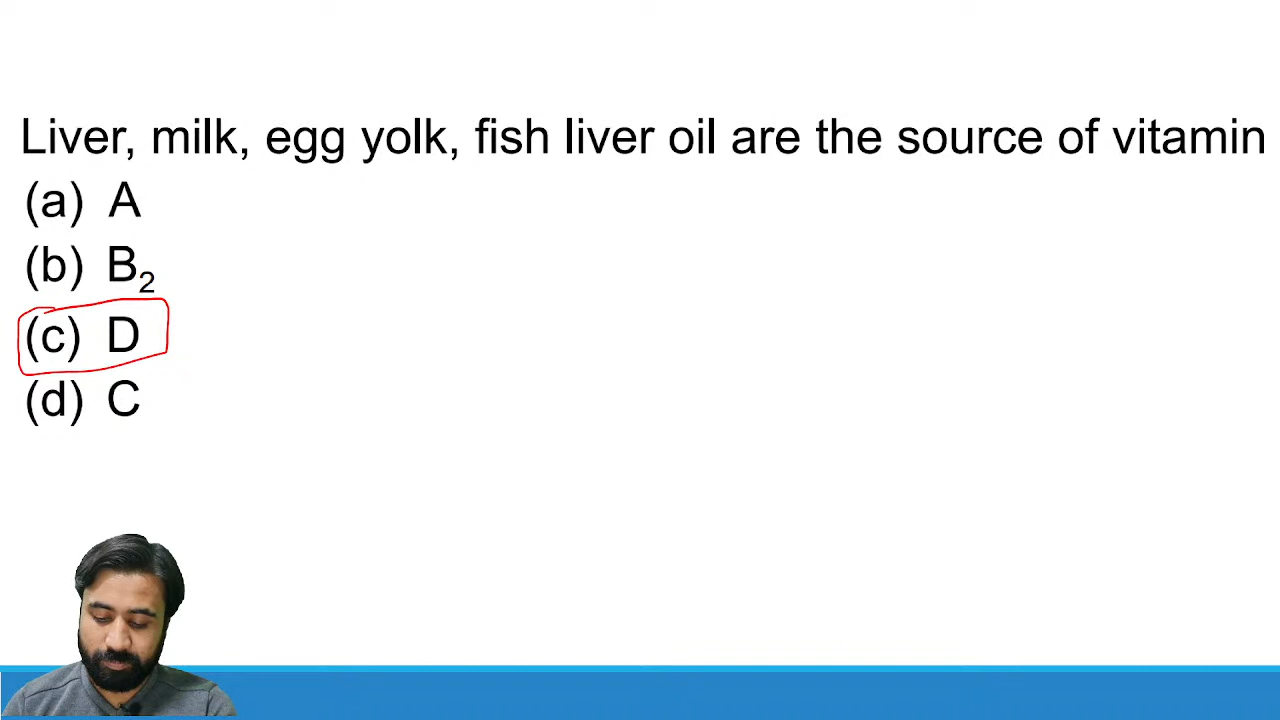 Liver, milk, egg yolk, fish liver oil are the source of vitamin
(a) A
(b) B₂
(c) D
(d) C